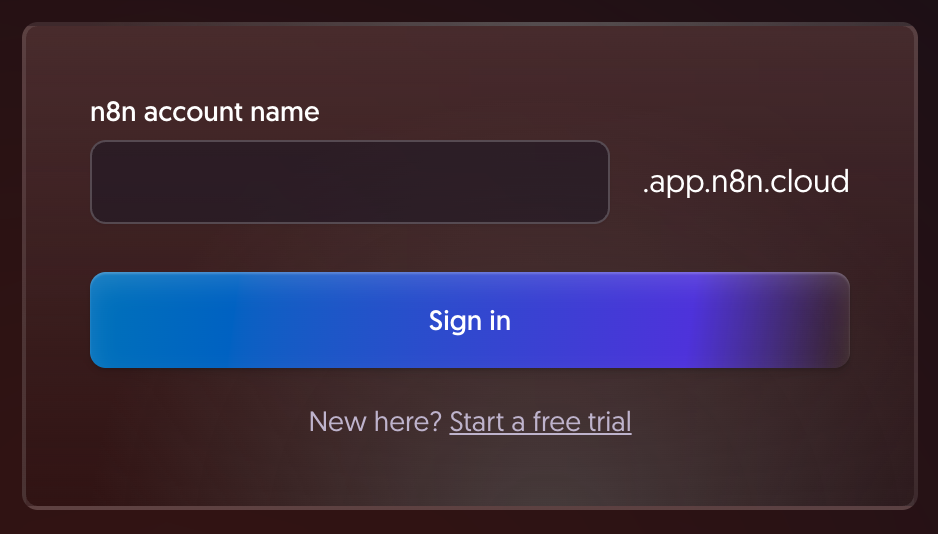 n8n account name
.app.n8n.cloud
Sign in
New here? Start a free trial